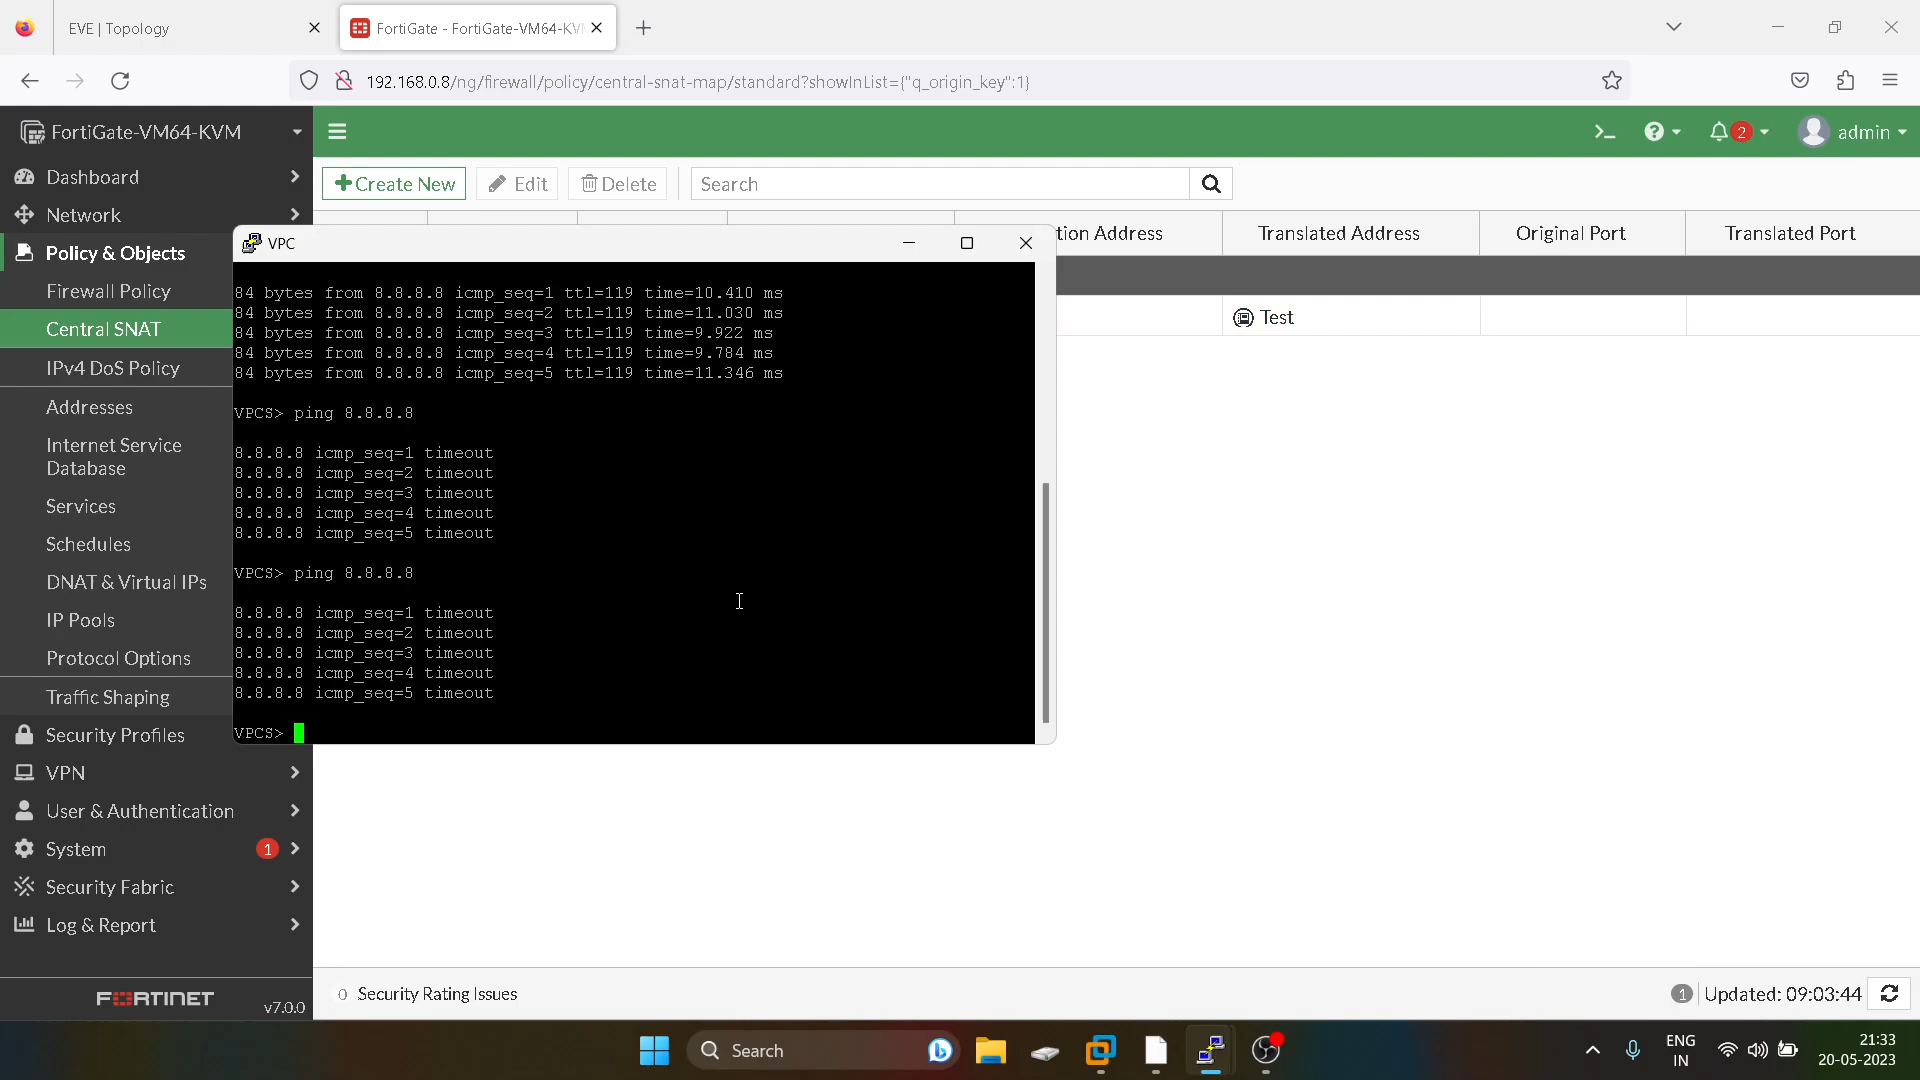 EVE | Topology
FortiGate - FortiGate-VM64-KVM
192.168.0.8/ng/firewall/policy/central-snat-map/standard?showInList={"q_origin_key":1}
FortiGate-VM64-KVM
2
admin
Dashboard
Network
Policy & Objects
Firewall Policy
Central SNAT
IPv4 DoS Policy
Addresses
Internet Service
Database
Services
Schedules
DNAT & Virtual IPs
IP Pools
Protocol Options
Traffic Shaping
Security Profiles
VPN
User & Authentication
System
1
Security Fabric
Log & Report
FORTINET
v7.0.0
Create New
Edit
Delete
Search
tion Address
Translated Address
Original Port
Translated Port
Test
VPC
84 bytes from 8.8.8.8 icmp_seq=1 ttl=119 time=10.410 ms
84 bytes from 8.8.8.8 icmp_seq=2 ttl=119 time=11.030 ms
84 bytes from 8.8.8.8 icmp_seq=3 ttl=119 time=9.922 ms
84 bytes from 8.8.8.8 icmp_seq=4 ttl=119 time=9.784 ms
84 bytes from 8.8.8.8 icmp_seq=5 ttl=119 time=11.346 ms
VPCS> ping 8.8.8.8
8.8.8.8 icmp_seq=1 timeout
8.8.8.8 icmp_seq=2 timeout
8.8.8.8 icmp_seq=3 timeout
8.8.8.8 icmp_seq=4 timeout
8.8.8.8 icmp_seq=5 timeout
VPCS> ping 8.8.8.8
8.8.8.8 icmp_seq=1 timeout
8.8.8.8 icmp_seq=2 timeout
8.8.8.8 icmp_seq=3 timeout
8.8.8.8 icmp_seq=4 timeout
8.8.8.8 icmp_seq=5 timeout
VPCS>
0 Security Rating Issues
1 Updated: 09:03:44
Search
ENG
IN
21:33
20-05-2023